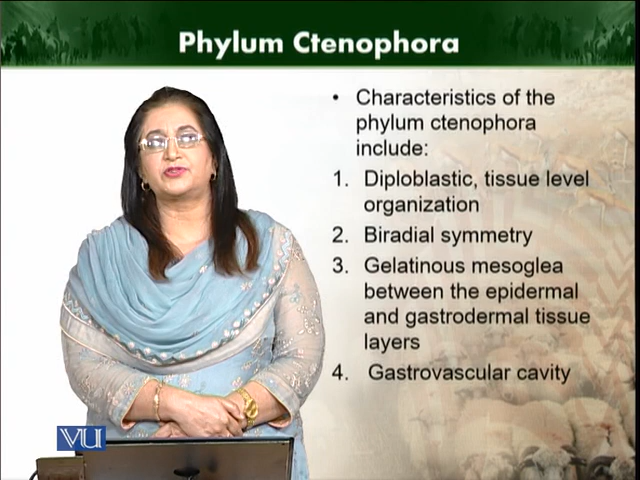 Phylum Ctenophora
• Characteristics of the
phylum ctenophora
include:
1. Diploblastic, tissue level
organization
2. Biradial symmetry
3. Gelatinous mesoglea
between the epidermal
and gastrodermal tissue
layers
4. Gastrovascular cavity
VU